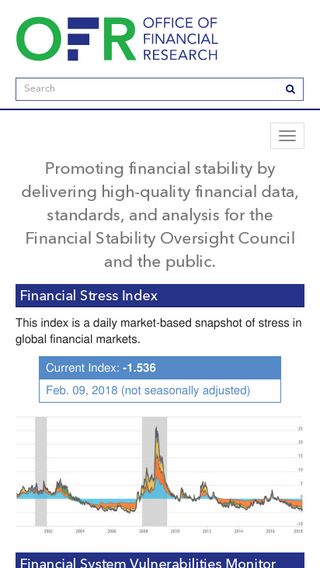 OFR
OFFICE OF
FINANCIAL
RESEARCH
Search
Promoting financial stability by
delivering high-quality financial data,
standards, and analysis for the
Financial Stability Oversight Council
and the public.
Financial Stress Index
This index is a daily market-based snapshot of stress in
global financial markets.
Current Index: -1.536
Feb. 09, 2018 (not seasonally adjusted)
25
20
15
10
5
0
-10
2002 2004 2006 2008 2010 2012 2014 2016 2018
Financial System Vulnerabilities Monitor